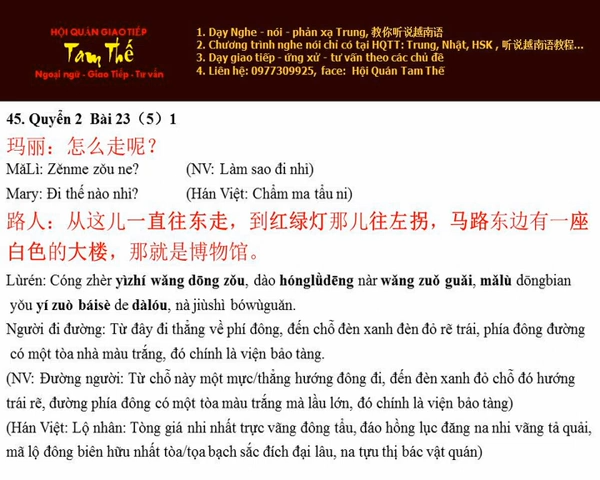 HỘI QUÁN GIAO TIẾP
Tam Thế
Ngoại ngữ - Giao Tiếp - Tư vấn
1. Dạy Nghe - nói - phản xạ Trung, 教你听说越南语
2. Chương trình nghe nói chỉ có tại HQTT: Trung, Nhật, HSK , 听说越南语教程...
3. Dạy giao tiếp - ứng xử - tư vấn theo các chủ đề
4. Liên hệ: 0977309925, face: Hội Quán Tam Thế
45. Quyển 2 Bài 23（5）1
玛丽：怎么走呢？
MǎLì: Zěnme zǒu ne? (NV: Làm sao đi nhỉ)
Mary: Đi thế nào nhỉ? (Hán Việt: Chẩm ma tẩu ni)
路人：从这儿一直往东走，到红绿灯那儿往左拐，马路东边有一座
白色的大楼，那就是博物馆。
Lùrén: Cóng zhèr yìzhí wǎng dōng zǒu, dào hónglǜdēng nàr wǎng zuǒ guǎi, mǎlù dōngbian
yǒu yí zuò báisè de dàlóu, nà jiùshì bówùguǎn.
Người đi đường: Từ đây đi thẳng về phí đông, đến chỗ đèn xanh đèn đỏ rẽ trái, phía đông đường
có một tòa nhà màu trắng, đó chính là viện bảo tàng.
(NV: Đường người: Từ chỗ này một mực/thẳng hướng đông đi, đến đèn xanh đỏ chỗ đó hướng
trái rẽ, đường phía đông có một tòa màu trắng mà lầu lớn, đó chính là viện bảo tàng)
(Hán Việt: Lộ nhân: Tòng giá nhi nhất trực vãng đông tẩu, đáo hồng lục đăng na nhi vãng tả quải,
mã lộ đông biên hữu nhất tòa/tọa bạch sắc đích đại lâu, na tựu thị bác vật quán)